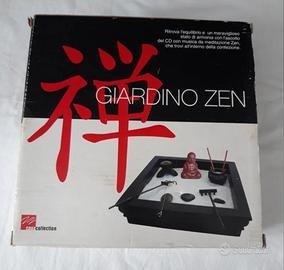 Ritrova l'equilibrio e un meraviglioso
stato di armonia con l'ascolto
del CD con musica da meditazione Zen,
che trovi all'interno della confezione.
禅
GIARDINO ZEN
collection